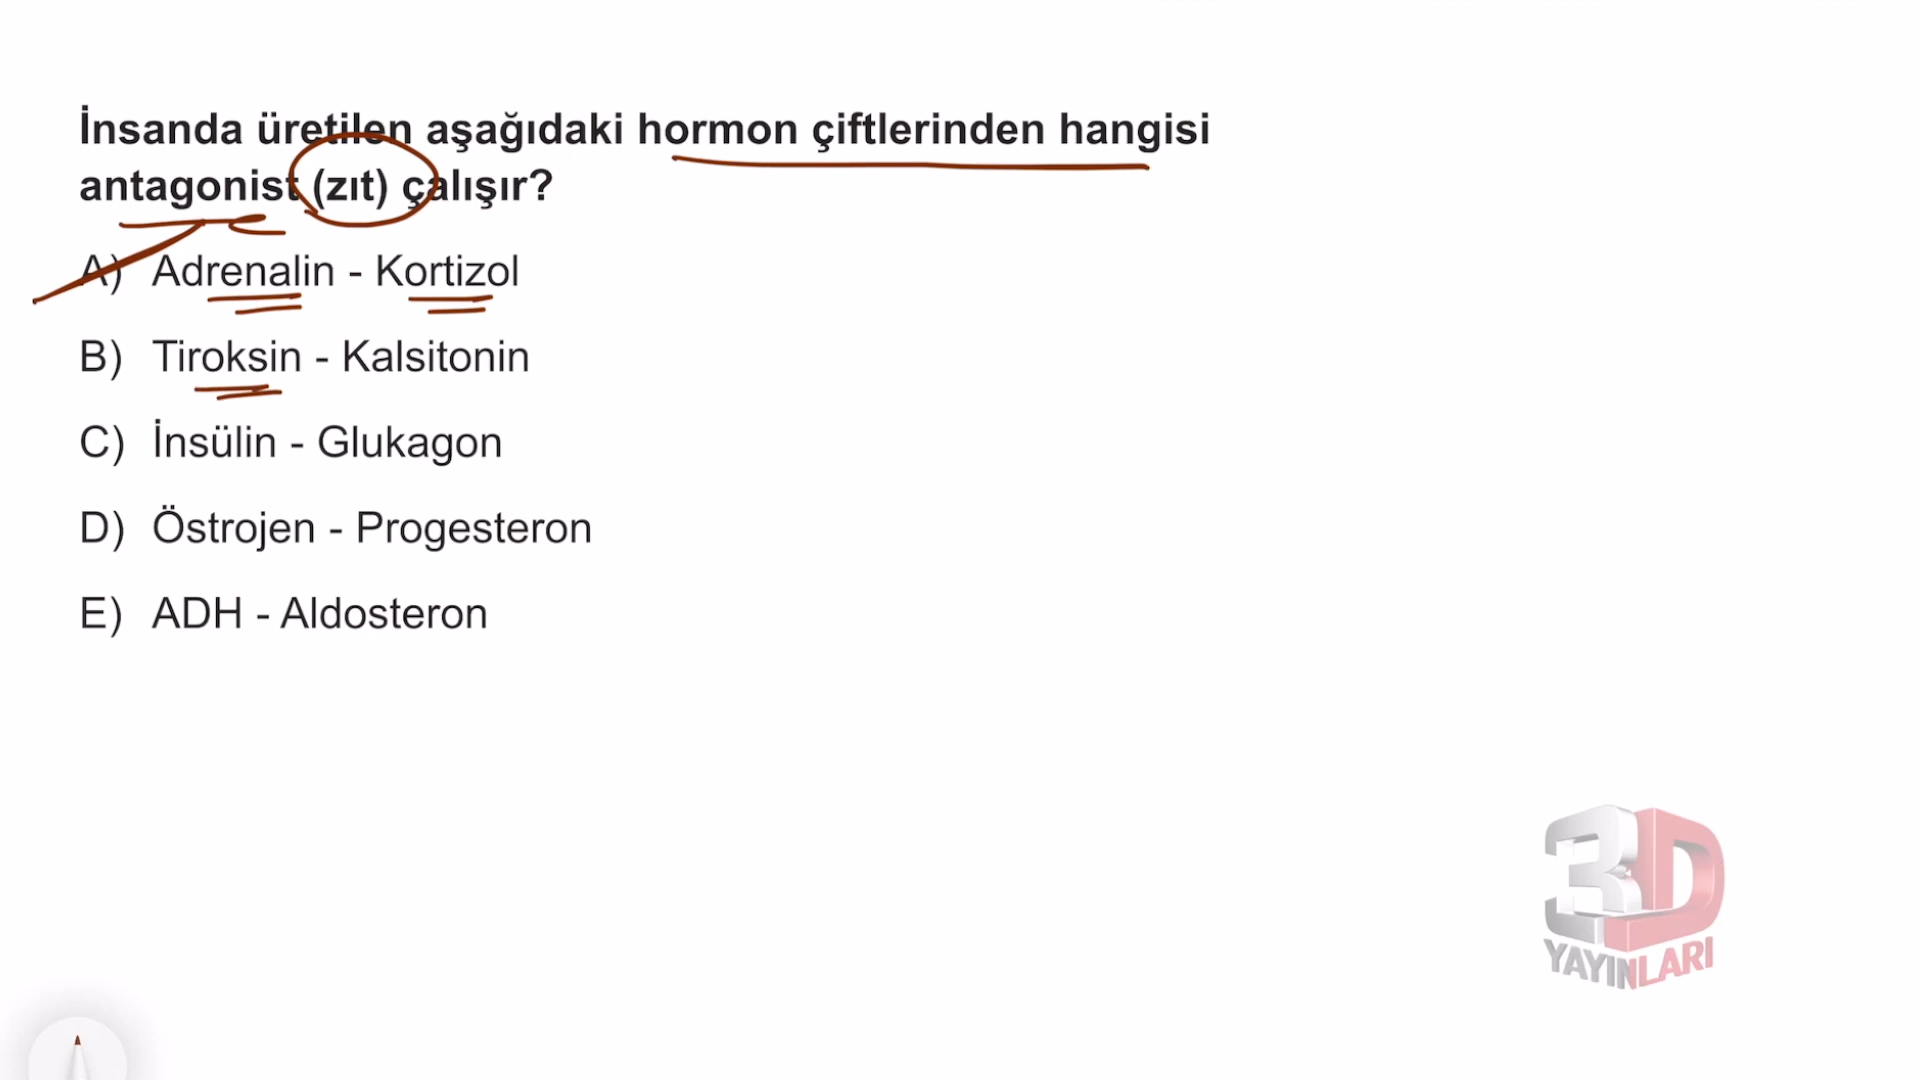 İnsanda üretilen aşağıdaki hormon çiftlerinden hangisi
antagonist (zıt) çalışır?
A) Adrenalin - Kortizol
B) Tiroksin - Kalsitonin
C) İnsülin - Glukagon
D) Östrojen - Progesteron
E) ADH - Aldosteron
3D
YAYINLARI